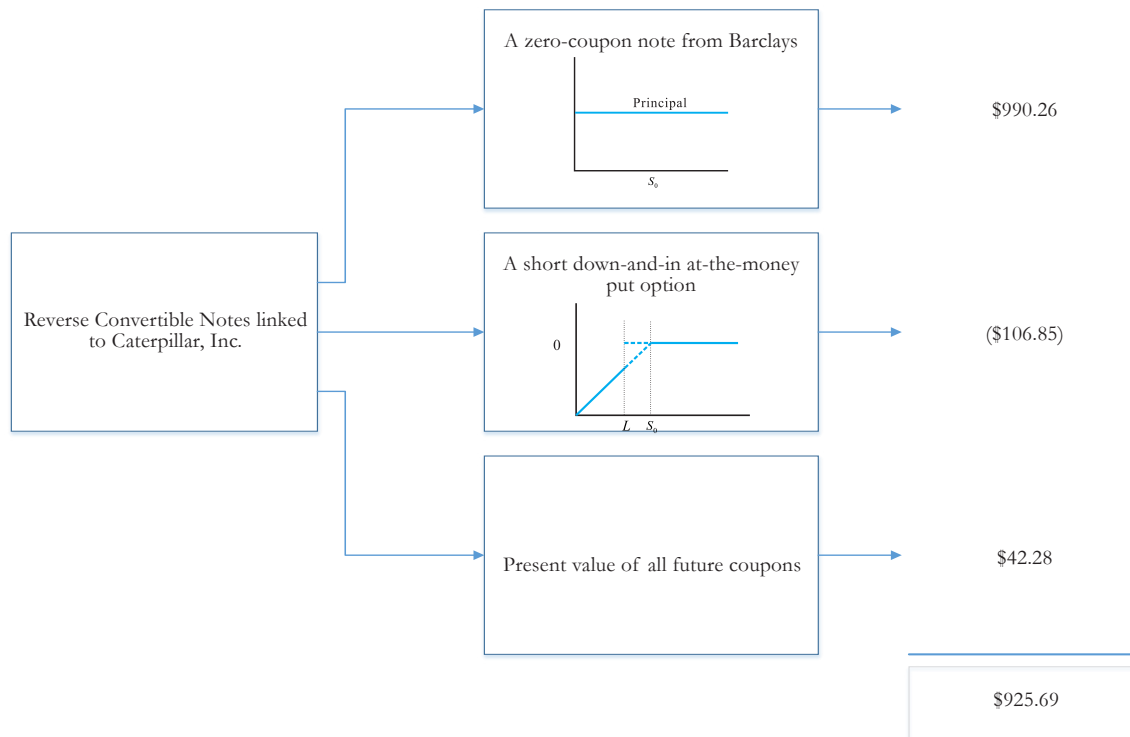 A zero-coupon note from Barclays
Principal
S₀
$990.26
Reverse Convertible Notes linked
to Caterpillar, Inc.
A short down-and-in at-the-money
put option
0
L S₀
($106.85)
Present value of all future coupons
$42.28
$925.69